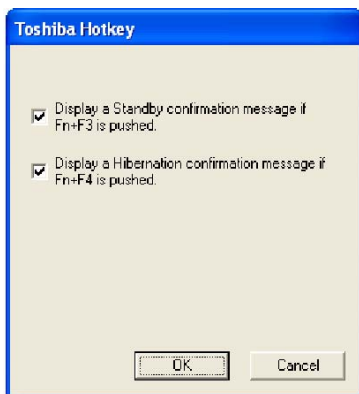 Toshiba Hotkey
Display a Standby confirmation message if
Fn+F3 is pushed.
Display a Hibernation confirmation message if
Fn+F4 is pushed.
OK
Cancel